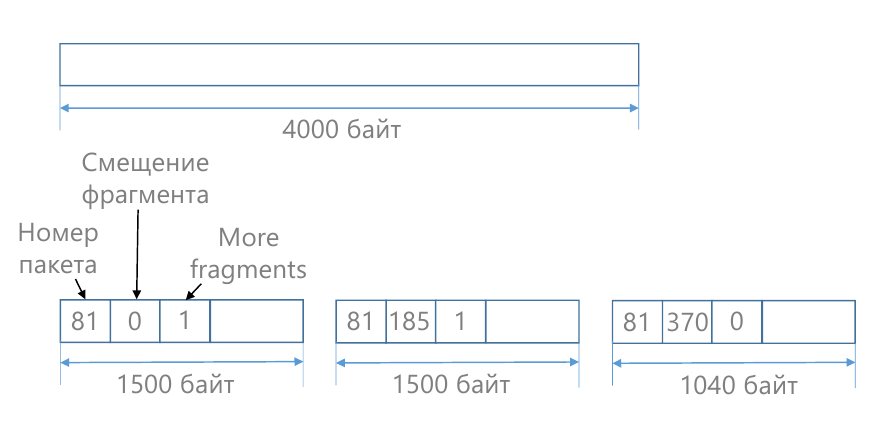 4000 байт
Смещение
фрагмента
Номер
пакета
More
fragments
81 0 1
81 185 1
81 370 0
1500 байт
1500 байт
1040 байт